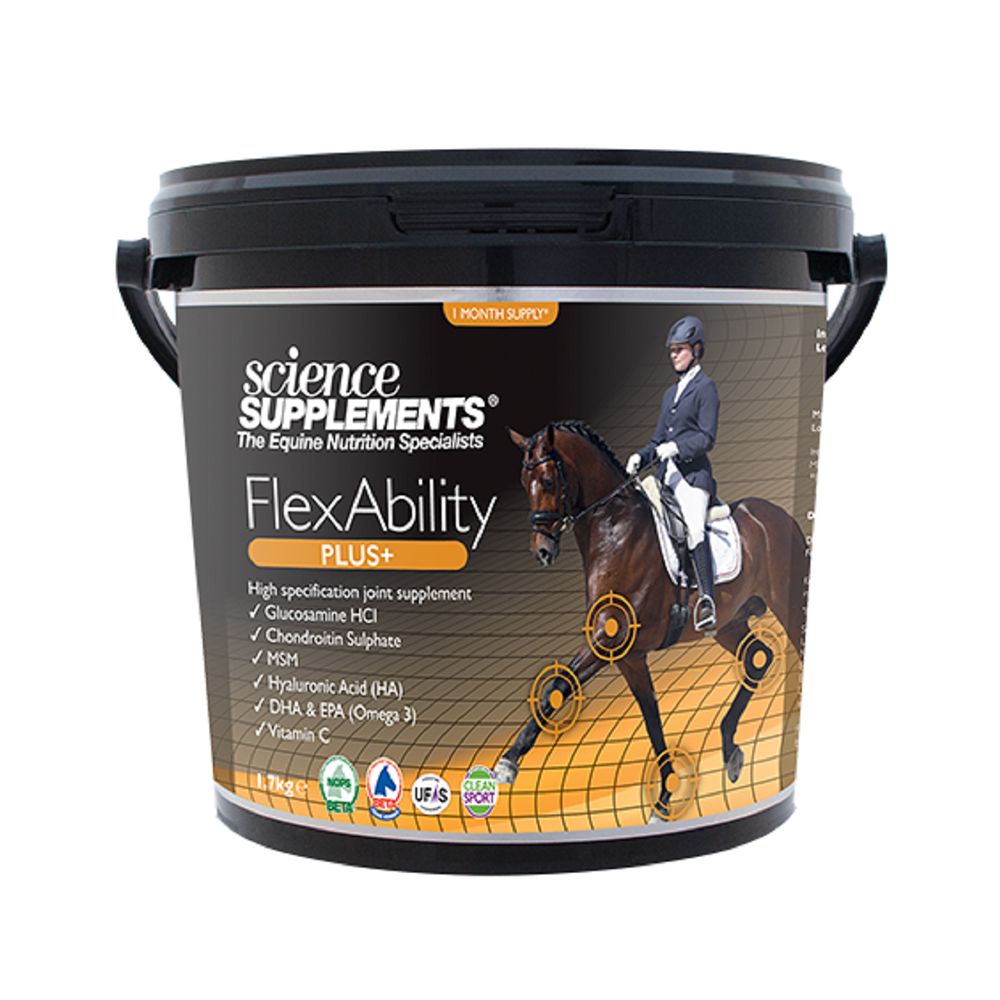 1 MONTH SUPPLY*
science
SUPPLEMENTS®
The Equine Nutrition Specialists
FlexAbility
PLUS+
High specification joint supplement
✓ Glucosamine HCl
✓ Chondroitin Sulphate
✓ MSM
✓ Hyaluronic Acid (HA)
✓ DHA & EPA (Omega 3)
✓ Vitamin C
1.7kg e
NOPS
BETA
BETA
UFAS
CLEAN
SPORT